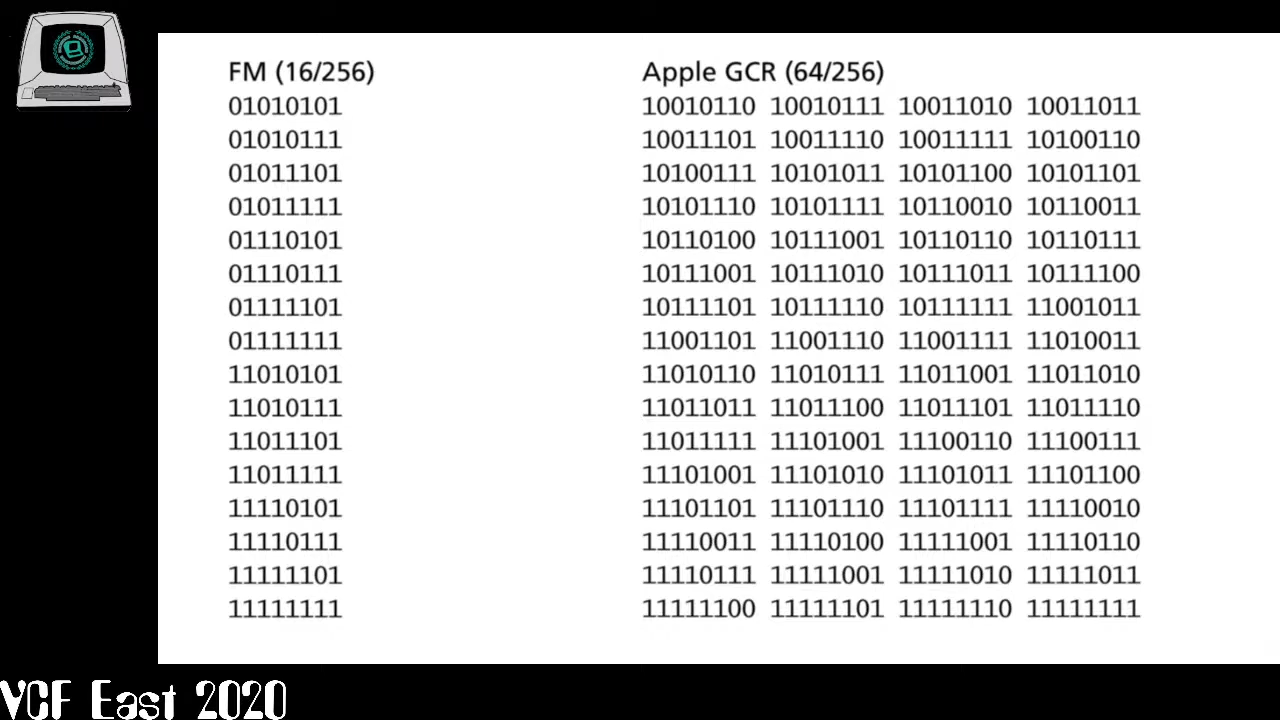 FM (16/256) Apple GCR (64/256)
01010101 10010110 10010111 10011010 10011011
01010111 10011101 10011110 10011111 10100110
01011101 10100111 10101011 10101100 10101101
01011111 10101110 10101111 10110010 10110011
01110101 10110100 10111001 10110110 10110111
01110111 10111001 10111010 10111011 10111100
01111101 10111101 10111110 10111111 11001011
01111111 11001101 11001110 11001111 11010011
11010101 11010110 11010111 11011001 11011010
11010111 11011011 11011100 11011101 11011110
11011101 11011111 11101001 11100110 11100111
11011111 11101001 11101010 11101011 11101100
11110101 11101101 11101110 11101111 11110010
11110111 11110011 11110100 11111001 11110110
11111101 11110111 11111001 11111010 11111011
11111111 11111100 11111101 11111110 11111111
VCF East 2020